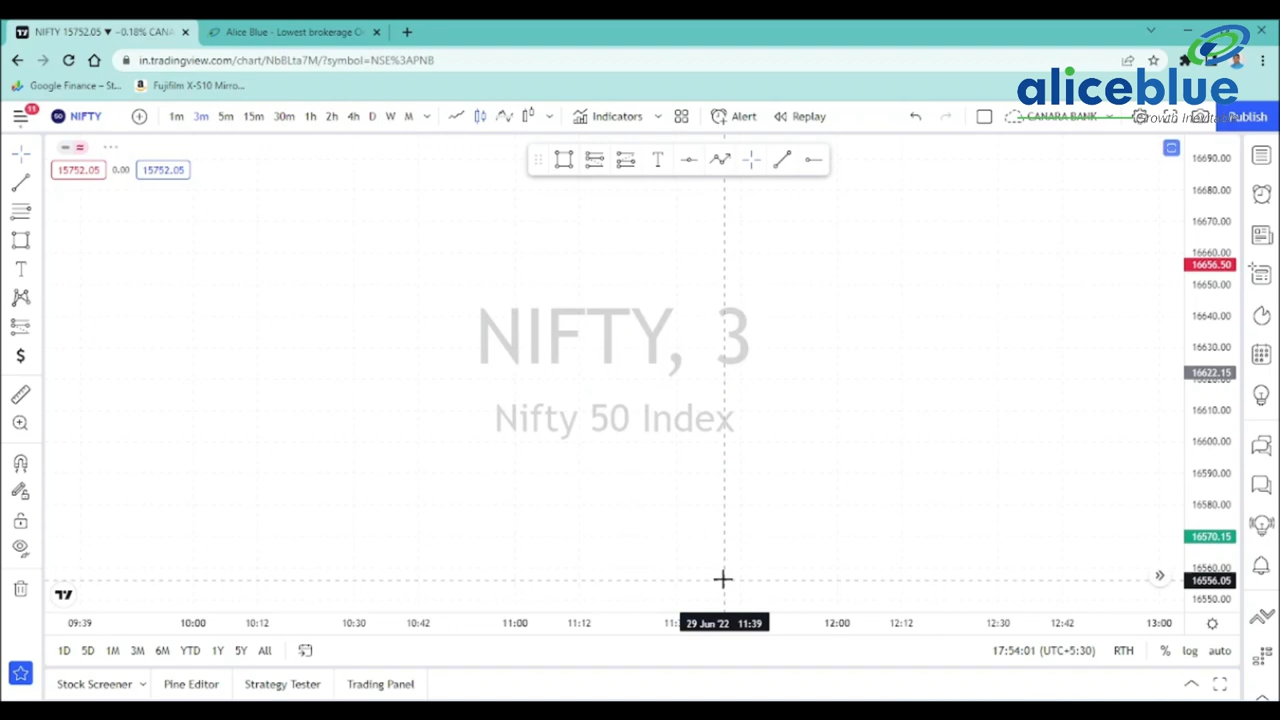 NIFTY 15752.05 ▼ −0.18% CANA
Alice Blue - Lowest brokerage C
in.tradingview.com/chart/NbBLta7M/?symbol=NSE%3APNB
Google Finance – St...
Fujifilm X-S10 Mirro...
aliceblue
Growth
11
50 NIFTY
1m 3m 5m 15m 30m 1h 2h 4h D W M
Indicators
Alert
Replay
CANARA BANK
Publish
15752.05 0.00 15752.05
T
T
$
NIFTY, 3
Nifty 50 Index
16690.00
16680.00
16670.00
16660.00
16656.50
16650.00
16640.00
16630.00
16622.15
16610.00
16600.00
16590.00
16580.00
16570.15
16560.00
16556.05
16550.00
09:39 10:00 10:12 10:30 10:42 11:00 11:12 29 Jun '22 11:39 12:00 12:12 12:30 12:42 13:00
1D 5D 1M 3M 6M YTD 1Y 5Y All
17:54:01 (UTC+5:30) RTH % log auto
Stock Screener Pine Editor Strategy Tester Trading Panel